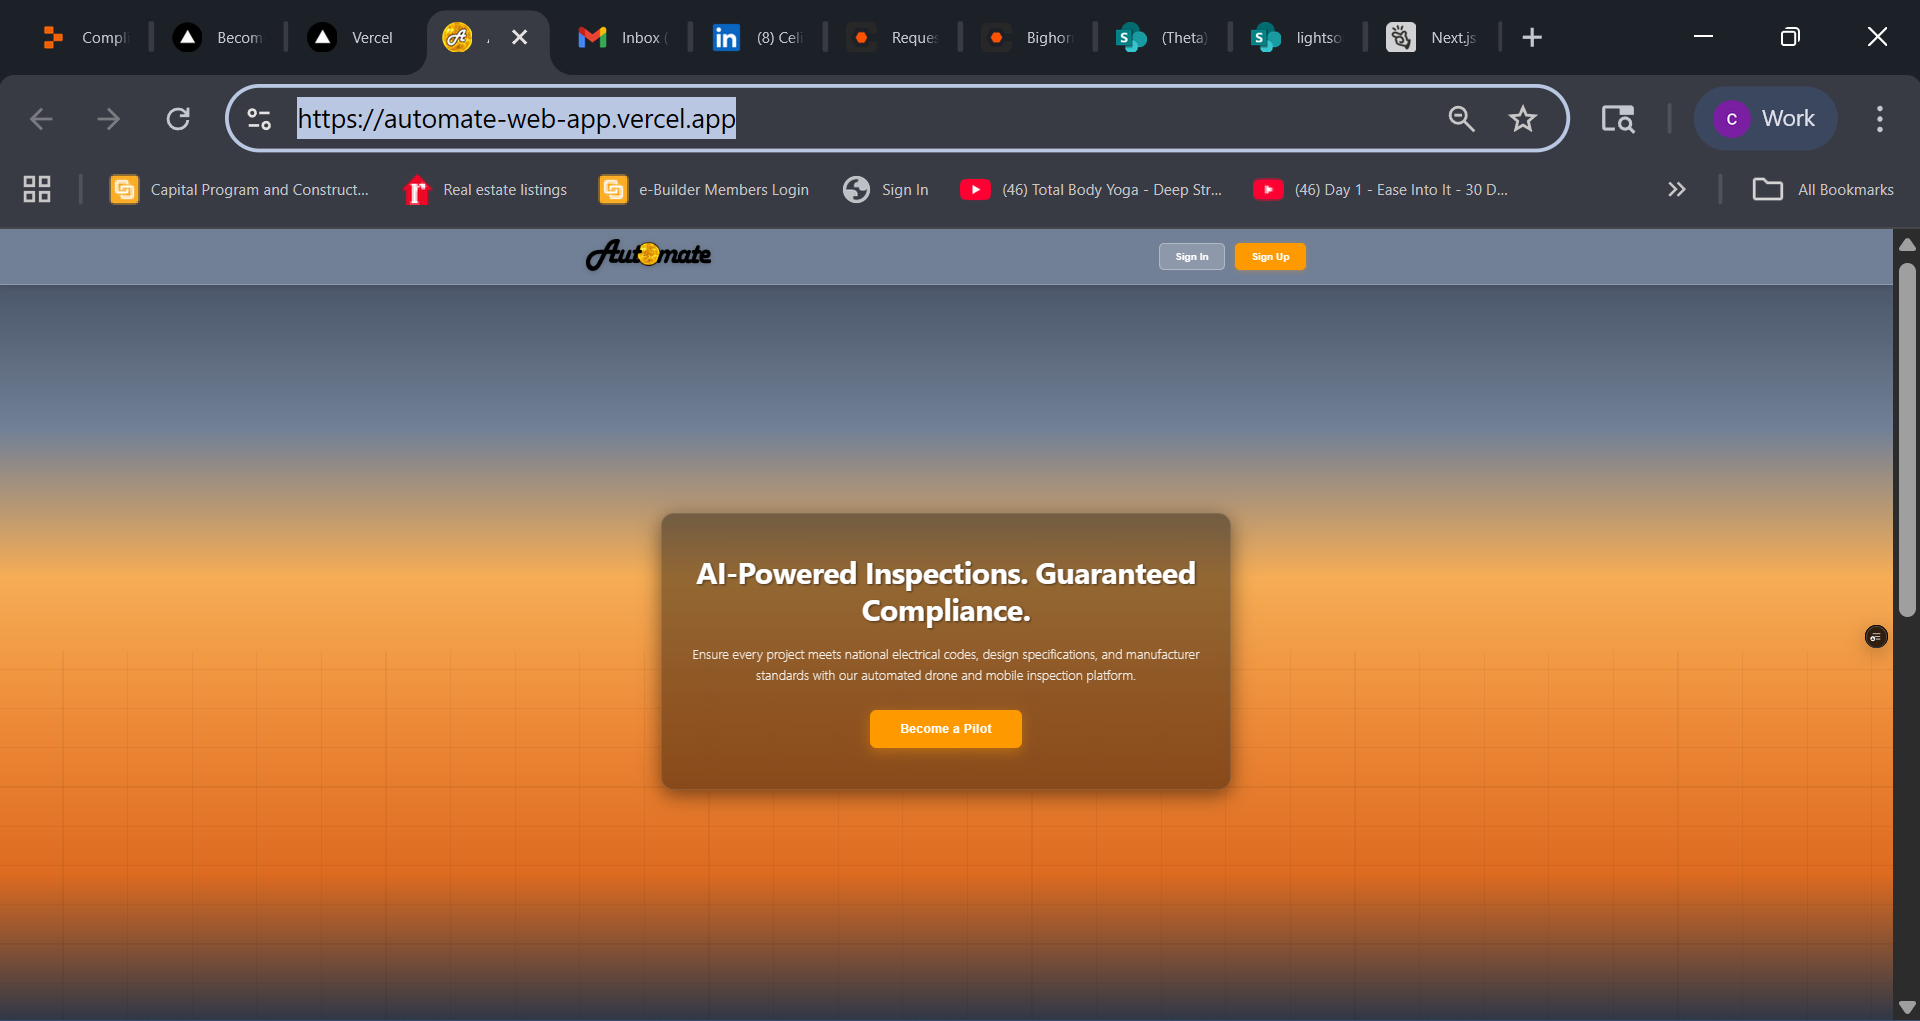 Compli
Becom
Vercel
Inbox (
(8) Celi
Reques
Bighor
(Theta)
lightso
Next.js
https://automate-web-app.vercel.app
C
Work
Capital Program and Construct...
Real estate listings
e-Builder Members Login
Sign In
(46) Total Body Yoga - Deep Str...
(46) Day 1 - Ease Into It - 30 D...
All Bookmarks
Automate
Sign In
Sign Up
AI-Powered Inspections. Guaranteed
Compliance.
Ensure every project meets national electrical codes, design specifications, and manufacturer
standards with our automated drone and mobile inspection platform.
Become a Pilot